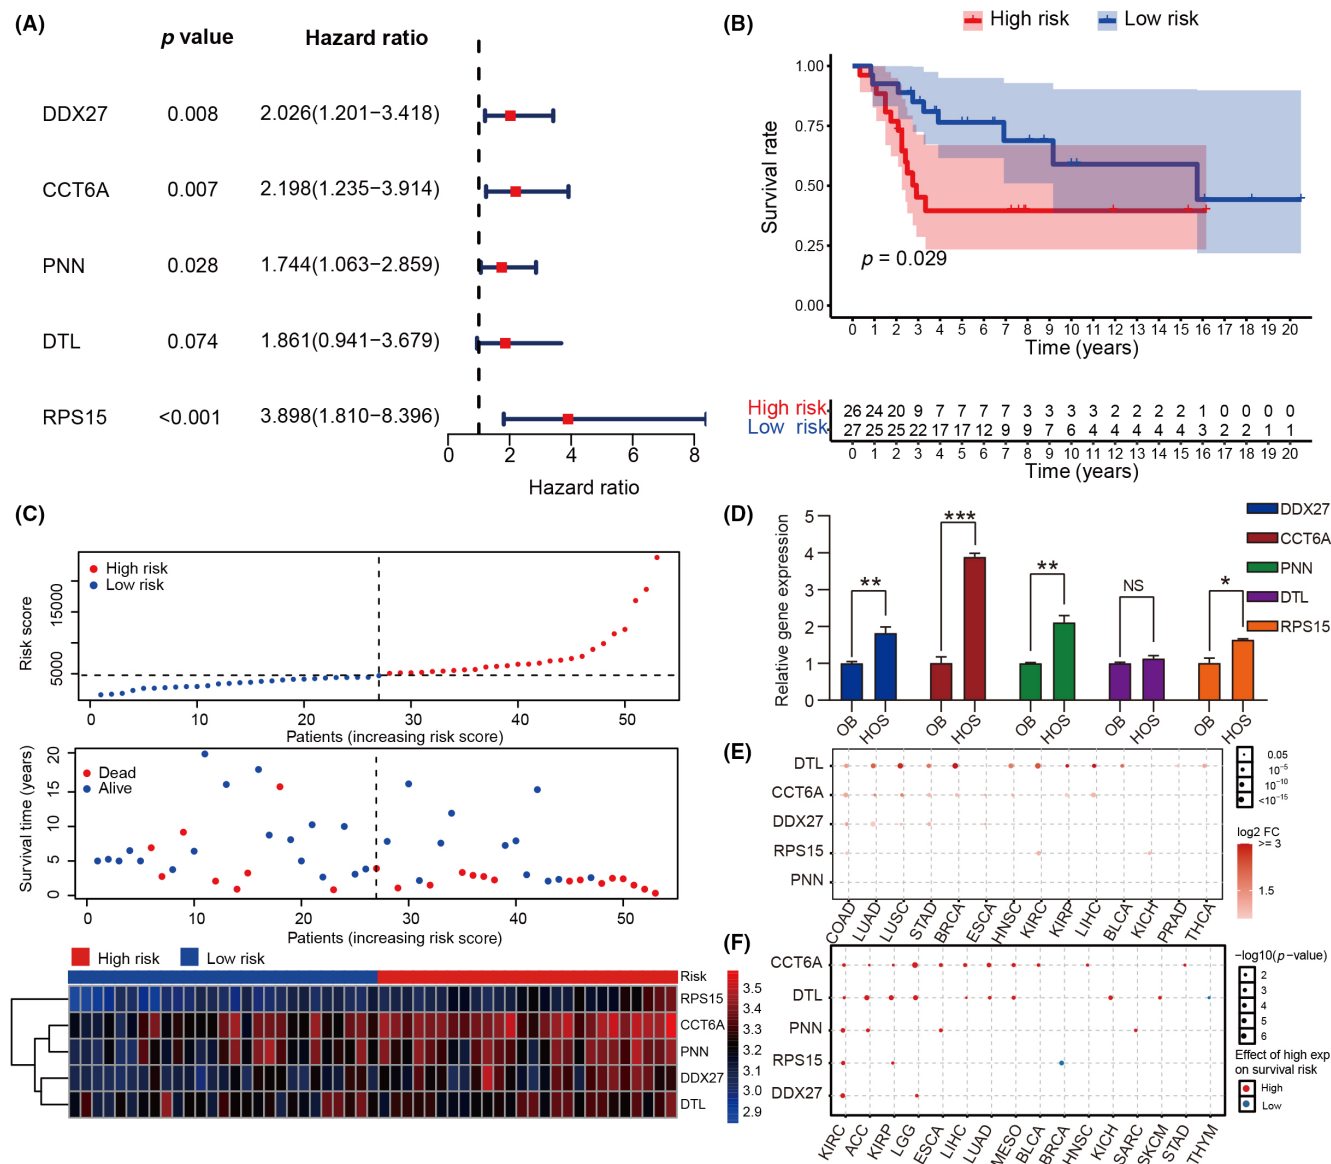 (A)
p value Hazard ratio
DDX27 0.008 2.026(1.201−3.418)
CCT6A 0.007 2.198(1.235−3.914)
PNN 0.028 1.744(1.063−2.859)
DTL 0.074 1.861(0.941−3.679)
RPS15 <0.001 3.898(1.810−8.396)
0 2 4 6 8
Hazard ratio
(B)
High risk Low risk
Survival rate
1.00
0.75
0.50
0.25
0.00
p = 0.029
0 1 2 3 4 5 6 7 8 9 10 11 12 13 14 15 16 17 18 19 20
Time (years)
High risk 26 24 20 9 7 7 7 7 3 3 3 3 2 2 2 2 1 0 0 0 0
Low risk 27 25 25 22 17 17 12 9 9 7 6 4 4 4 4 4 3 2 2 1 1
0 1 2 3 4 5 6 7 8 9 10 11 12 13 14 15 16 17 18 19 20
Time (years)
(C)
High risk
Low risk
Risk score
15000
5000
0 10 20 30 40 50
Patients (increasing risk score)
Dead
Alive
Survival time (years)
20
15
10
5
0
0 10 20 30 40 50
Patients (increasing risk score)
High risk Low risk
Risk
RPS15
CCT6A
PNN
DDX27
DTL
3.5
3.4
3.3
3.2
3.1
3.0
2.9
(D)
Relative gene expression
5
4
3
2
1
0
** *** ** NS *
OB HOS OB HOS OB HOS OB HOS OB HOS
DDX27
CCT6A
PNN
DTL
RPS15
(E)
DTL
CCT6A
DDX27
RPS15
PNN
COAD LUAD LUSC STAD BRCA ESCA HNSC KIRC KIRP LIHC BLCA KICH PRAD THCA
0.05
10⁻⁵
10⁻¹⁰
<10⁻¹⁵
log2 FC
>= 3
1.5
(F)
CCT6A
DTL
PNN
RPS15
DDX27
KIRC ACC KIRP LGG ESCA LIHC LUAD MESO BLCA BRCA HNSC KICH SARC SKCM STAD THYM
−log10(p−value)
2
3
4
5
6
Effect of high exp
on survival risk
High
Low